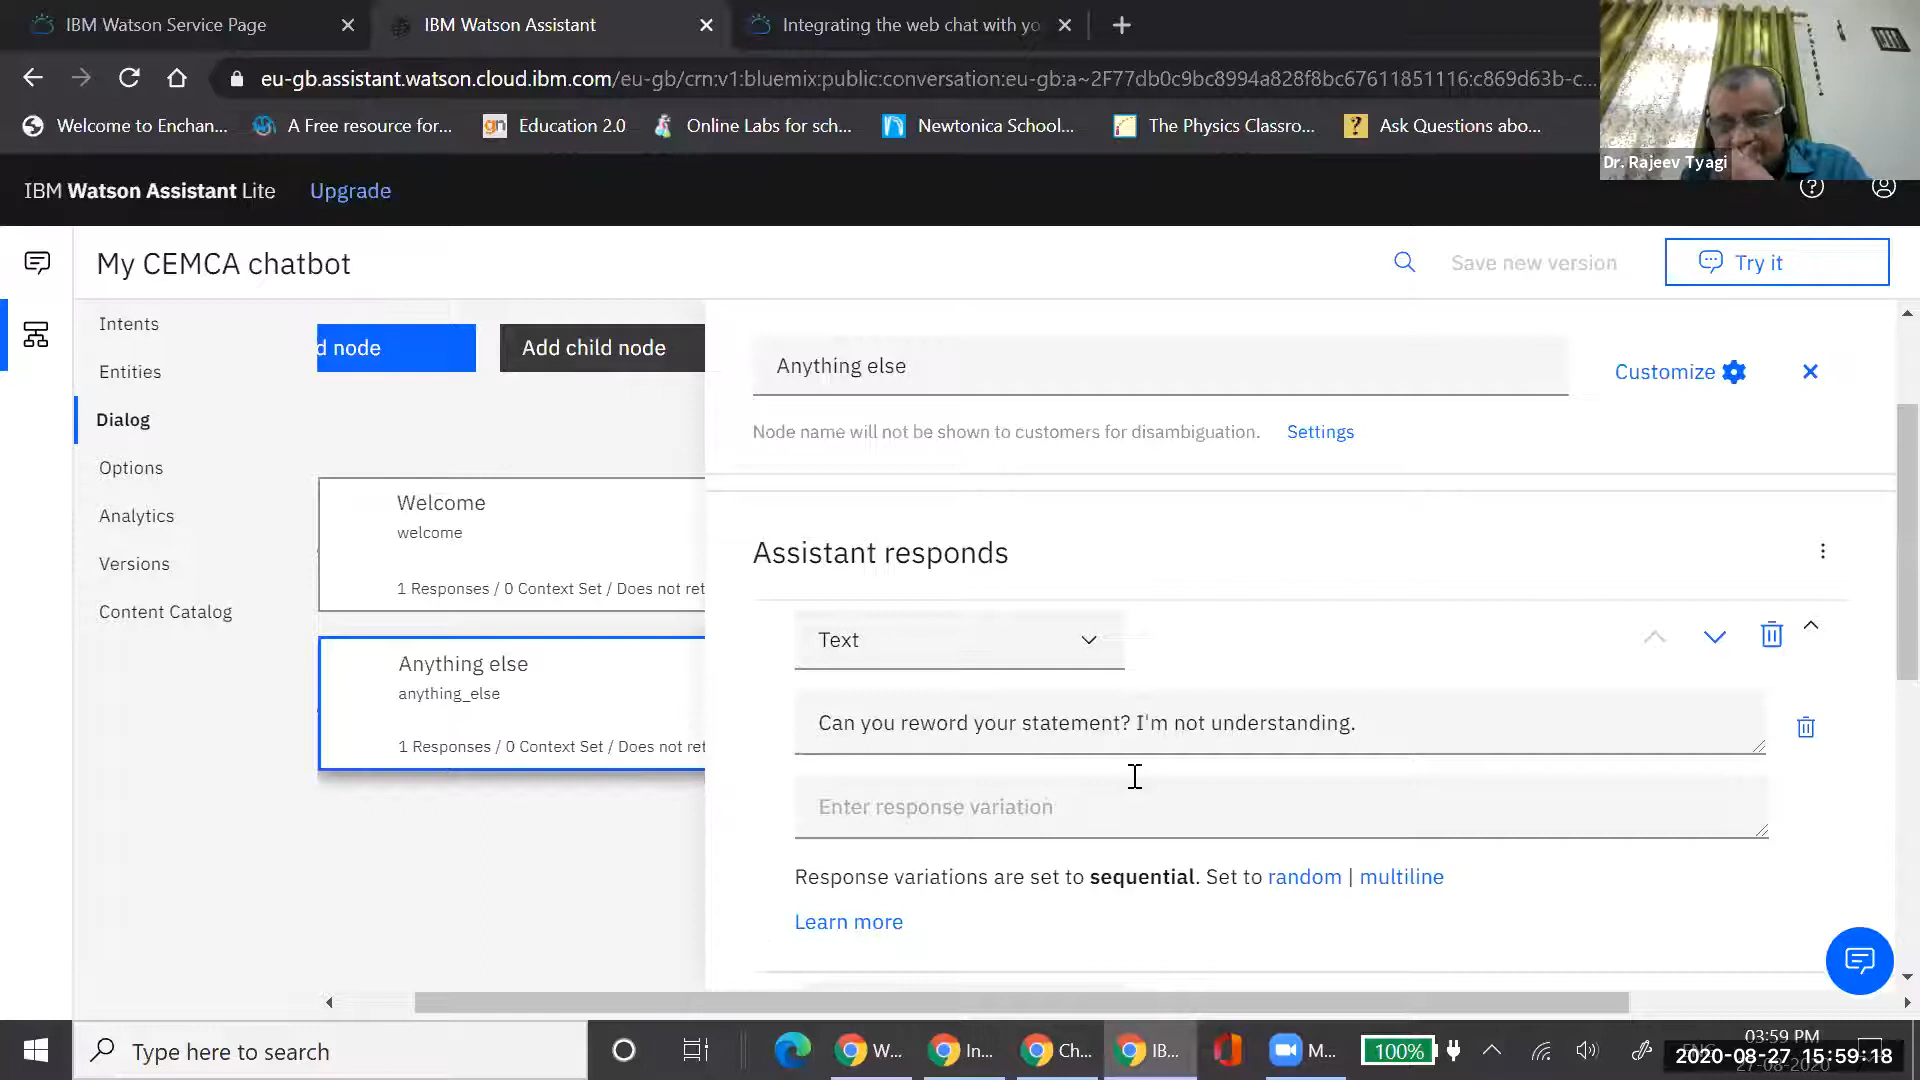 IBM Watson Service Page
IBM Watson Assistant
Integrating the web chat with yo
eu-gb.assistant.watson.cloud.ibm.com/eu-gb/crn:v1:bluemix:public:conversation:eu-gb:a~2F77db0c9bc8994a828f8bc67611851116:c869d63b-c...
Welcome to Enchan...
A Free resource for...
gn Education 2.0
Online Labs for sch...
Newtonica School...
The Physics Classro...
? Ask Questions abo...
Dr. Rajeev Tyagi
IBM Watson Assistant Lite
Upgrade
My CEMCA chatbot
Save new version
Try it
Intents
Entities
Dialog
Options
Analytics
Versions
Content Catalog
d node
Add child node
Welcome
welcome
1 Responses / 0 Context Set / Does not ret
Anything else
anything_else
1 Responses / 0 Context Set / Does not ret
Anything else
Customize
Node name will not be shown to customers for disambiguation. Settings
Assistant responds
Text
Can you reword your statement? I'm not understanding.
Enter response variation
Response variations are set to sequential. Set to random | multiline
Learn more
Type here to search
W...
In...
Ch...
IB...
M...
100%
03:59 PM
2020-08-27 15:59:18
27-08-2020